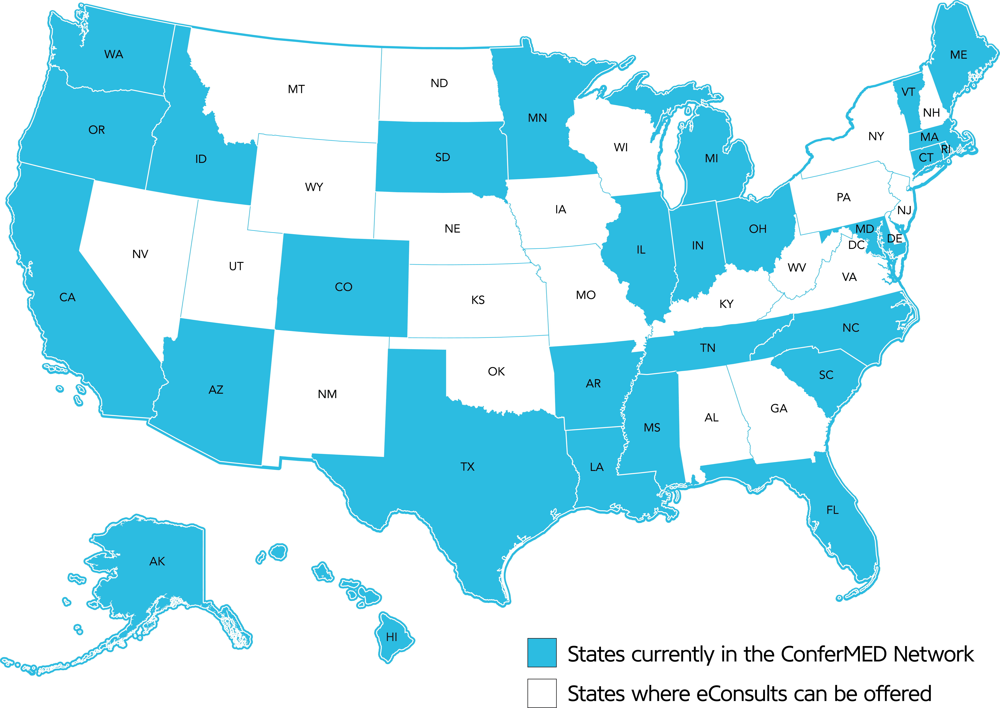 WA
ME
MT
ND
VT
NH
MN
OR
NY
MA
WI
RI
ID
SD
MI
CT
WY
PA
IA
NJ
NE
OH
MD
DE
DC
IN
IL
NV
UT
WV
VA
CO
MO
CA
KS
KY
NC
TN
OK
SC
AR
AZ
NM
GA
AL
MS
TX
LA
FL
AK
HI
States currently in the ConferMED Network
States where eConsults can be offered